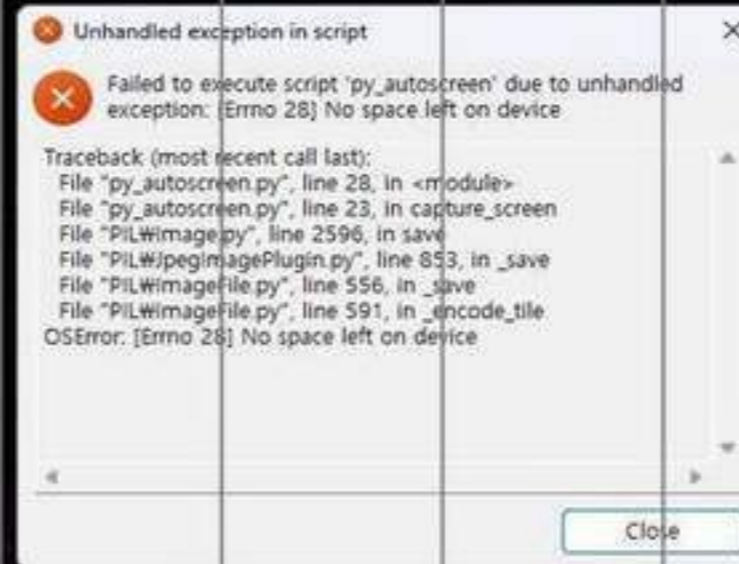 Unhandled exception in script
Failed to execute script 'py_autoscreen' due to unhandled
exception: [Errno 28] No space left on device
Traceback (most recent call last):
File "py_autoscreen.py", line 28, in <module>
File "py_autoscreen.py", line 23, in capture_screen
File "PIL₩Image.py", line 2596, in save
File "PIL₩JpegImagePlugin.py", line 853, in _save
File "PIL₩ImageFile.py", line 556, in _save
File "PIL₩ImageFile.py", line 591, in _encode_tile
OSError: [Errno 28] No space left on device
Close